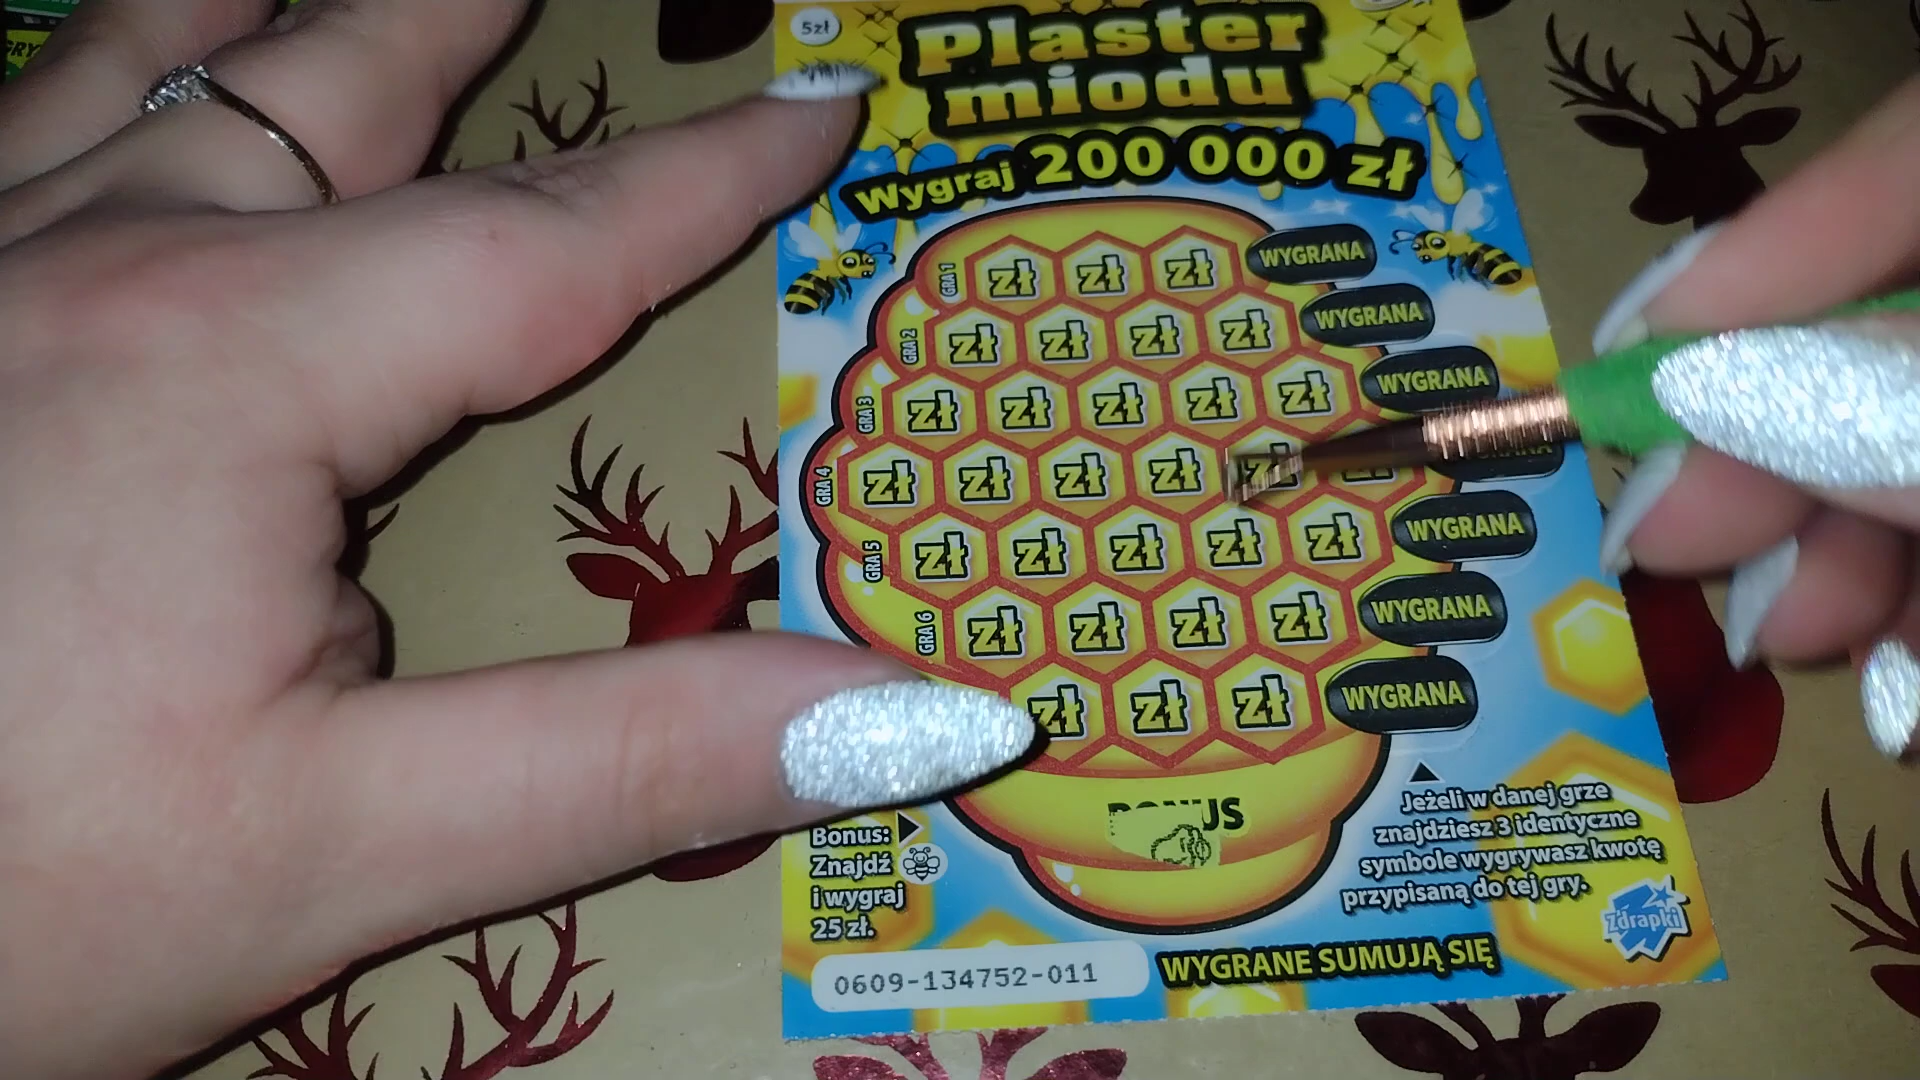 GRY
5zł
Plaster
miodu
Wygraj 200 000 zł
GRA 1 zł zł zł WYGRANA
GRA 2 zł zł zł zł WYGRANA
GRA 3 zł zł zł zł zł WYGRANA
GRA 4 zł zł zł zł zł zł
GRA 5 zł zł zł zł zł WYGRANA
GRA 6 zł zł zł zł WYGRANA
zł zł zł WYGRANA
BONUS
Bonus:
Znajdź
i wygraj
25 zł.
Jeżeli w danej grze
znajdziesz 3 identyczne
symbole wygrywasz kwotę
przypisaną do tej gry.
Zdrapki
0609-134752-011
WYGRANE SUMUJĄ SIĘ